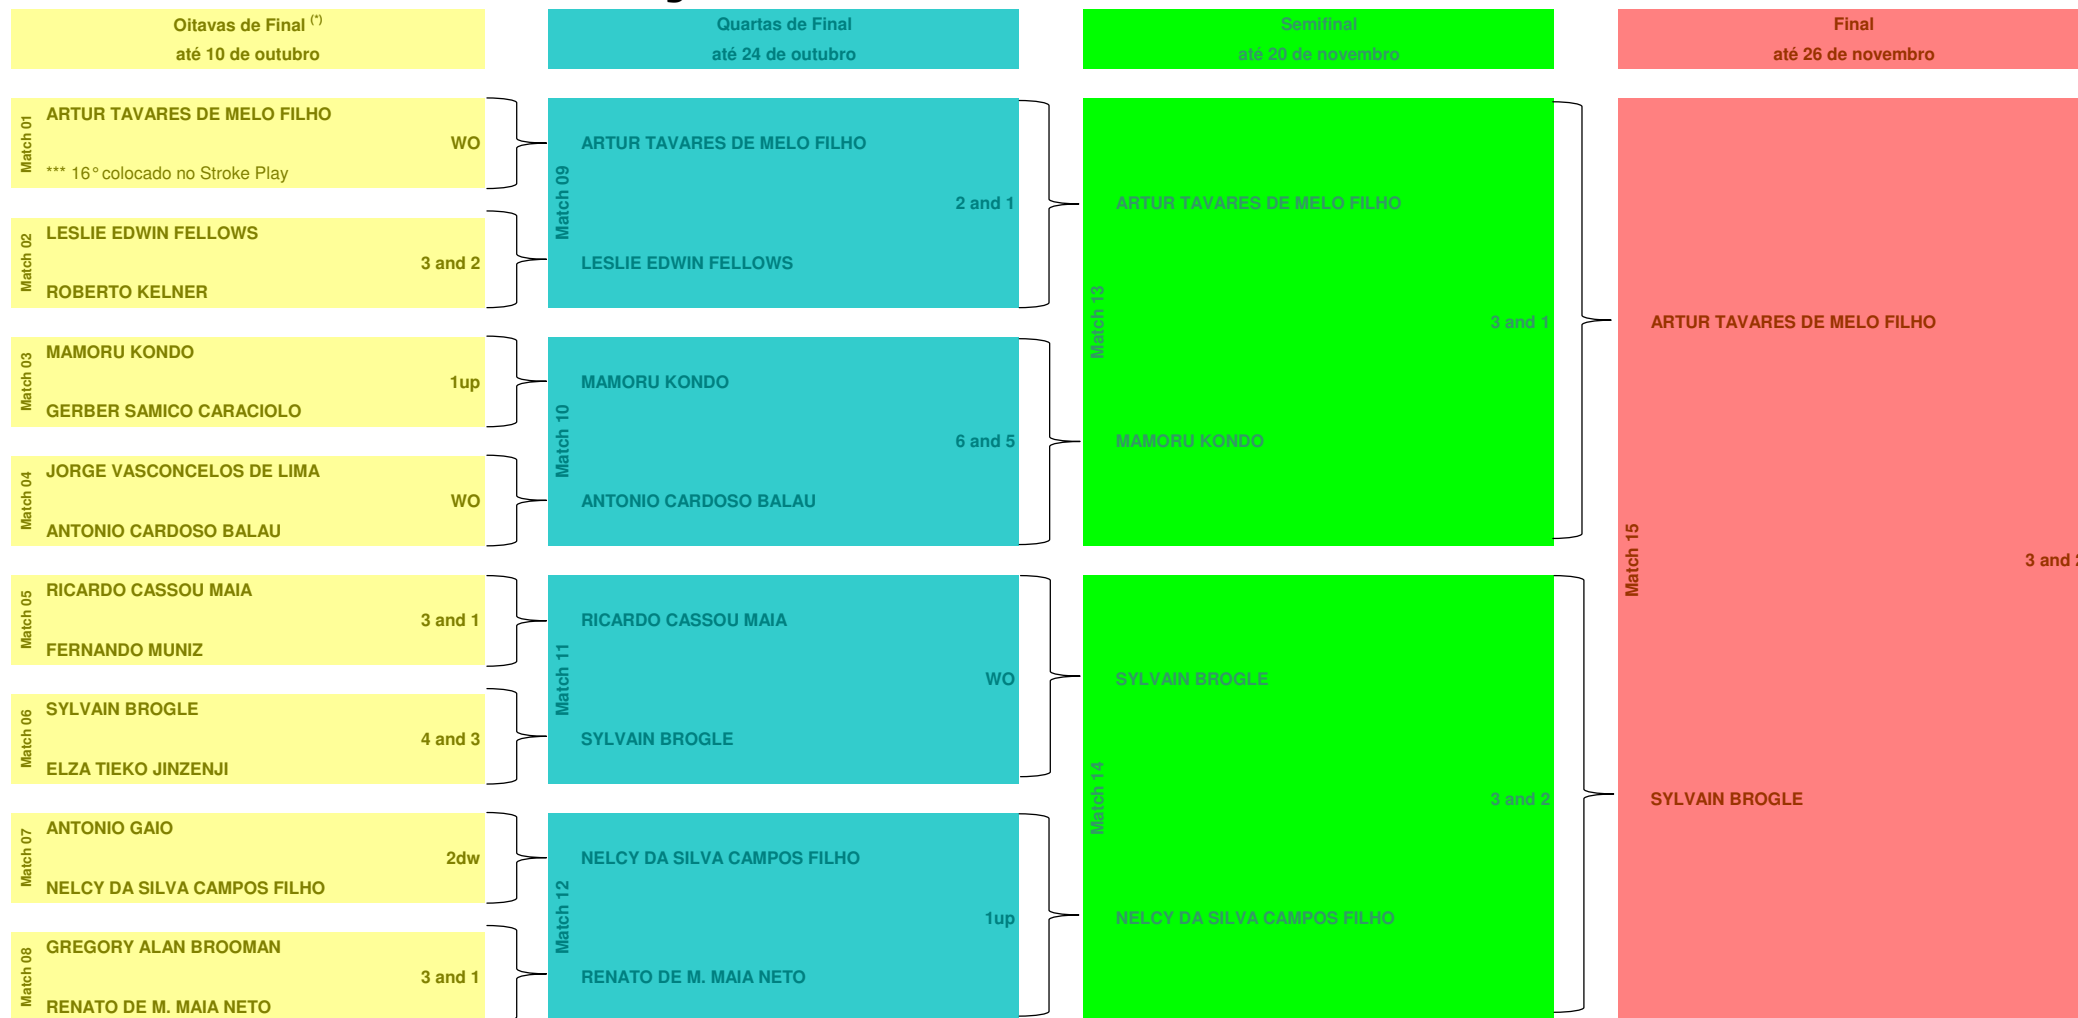 Oitavas de Final (*)
até 10 de outubro
Quartas de Final
até 24 de outubro
Semifinal
até 20 de novembro
Final
até 26 de novembro
Match 01
ARTUR TAVARES DE MELO FILHO
WO
*** 16° colocado no Stroke Play
Match 02
LESLIE EDWIN FELLOWS
3 and 2
ROBERTO KELNER
Match 03
MAMORU KONDO
1up
GERBER SAMICO CARACIOLO
Match 04
JORGE VASCONCELOS DE LIMA
WO
ANTONIO CARDOSO BALAU
Match 05
RICARDO CASSOU MAIA
3 and 1
FERNANDO MUNIZ
Match 06
SYLVAIN BROGLE
4 and 3
ELZA TIEKO JINZENJI
Match 07
ANTONIO GAIO
2dw
NELCY DA SILVA CAMPOS FILHO
Match 08
GREGORY ALAN BROOMAN
3 and 1
RENATO DE M. MAIA NETO
Match 09
ARTUR TAVARES DE MELO FILHO
2 and 1
LESLIE EDWIN FELLOWS
Match 10
MAMORU KONDO
6 and 5
ANTONIO CARDOSO BALAU
Match 11
RICARDO CASSOU MAIA
WO
SYLVAIN BROGLE
Match 12
NELCY DA SILVA CAMPOS FILHO
1up
RENATO DE M. MAIA NETO
Match 13
ARTUR TAVARES DE MELO FILHO
3 and 1
MAMORU KONDO
Match 14
SYLVAIN BROGLE
3 and 2
NELCY DA SILVA CAMPOS FILHO
Match 15
ARTUR TAVARES DE MELO FILHO
3 and 2
SYLVAIN BROGLE